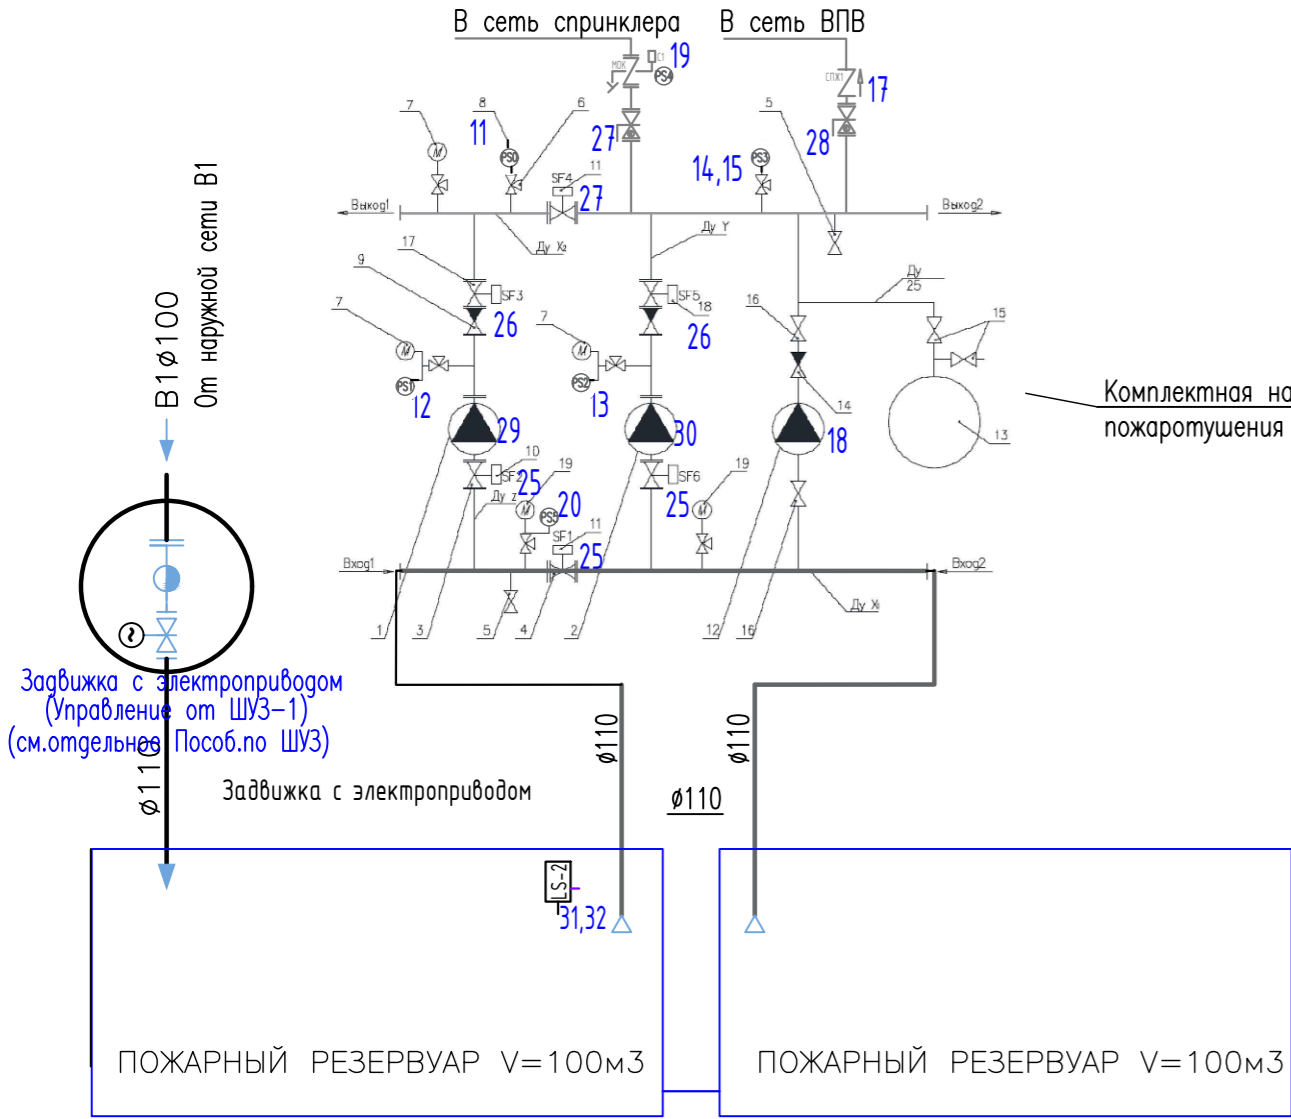 В сеть спринклера
В сеть ВПВ
МОК
С1
19
PS4
СПЖ1
17
7
8
6
5
11
27
28
М
PS0
SF4
11
14,15
PS3
27
Выход1
Выход2
Ду X₂
Ду Y
17
9
SF3
SF5
18
Ду
25
16
15
7
26
7
26
М
PS1
М
PS2
12
13
14
29
30
18
13
Комплектная на
пожаротушения
10
SF2
25
19
SF6
19
Ду Z
М
20
PS5
25
М
SF1
11
25
Вход1
Вход2
Ду X₁
1
3
5
4
2
12
16
В1ø100
От наружной сети В1
~
Задвижка с электроприводом
(Управление от ШУЗ-1)
(см.отдельное Пособ.по ШУЗ)
ø110
Задвижка с электроприводом
ø110
ø110
ø110
LS-2
31,32
ПОЖАРНЫЙ РЕЗЕРВУАР V=100м3
ПОЖАРНЫЙ РЕЗЕРВУАР V=100м3